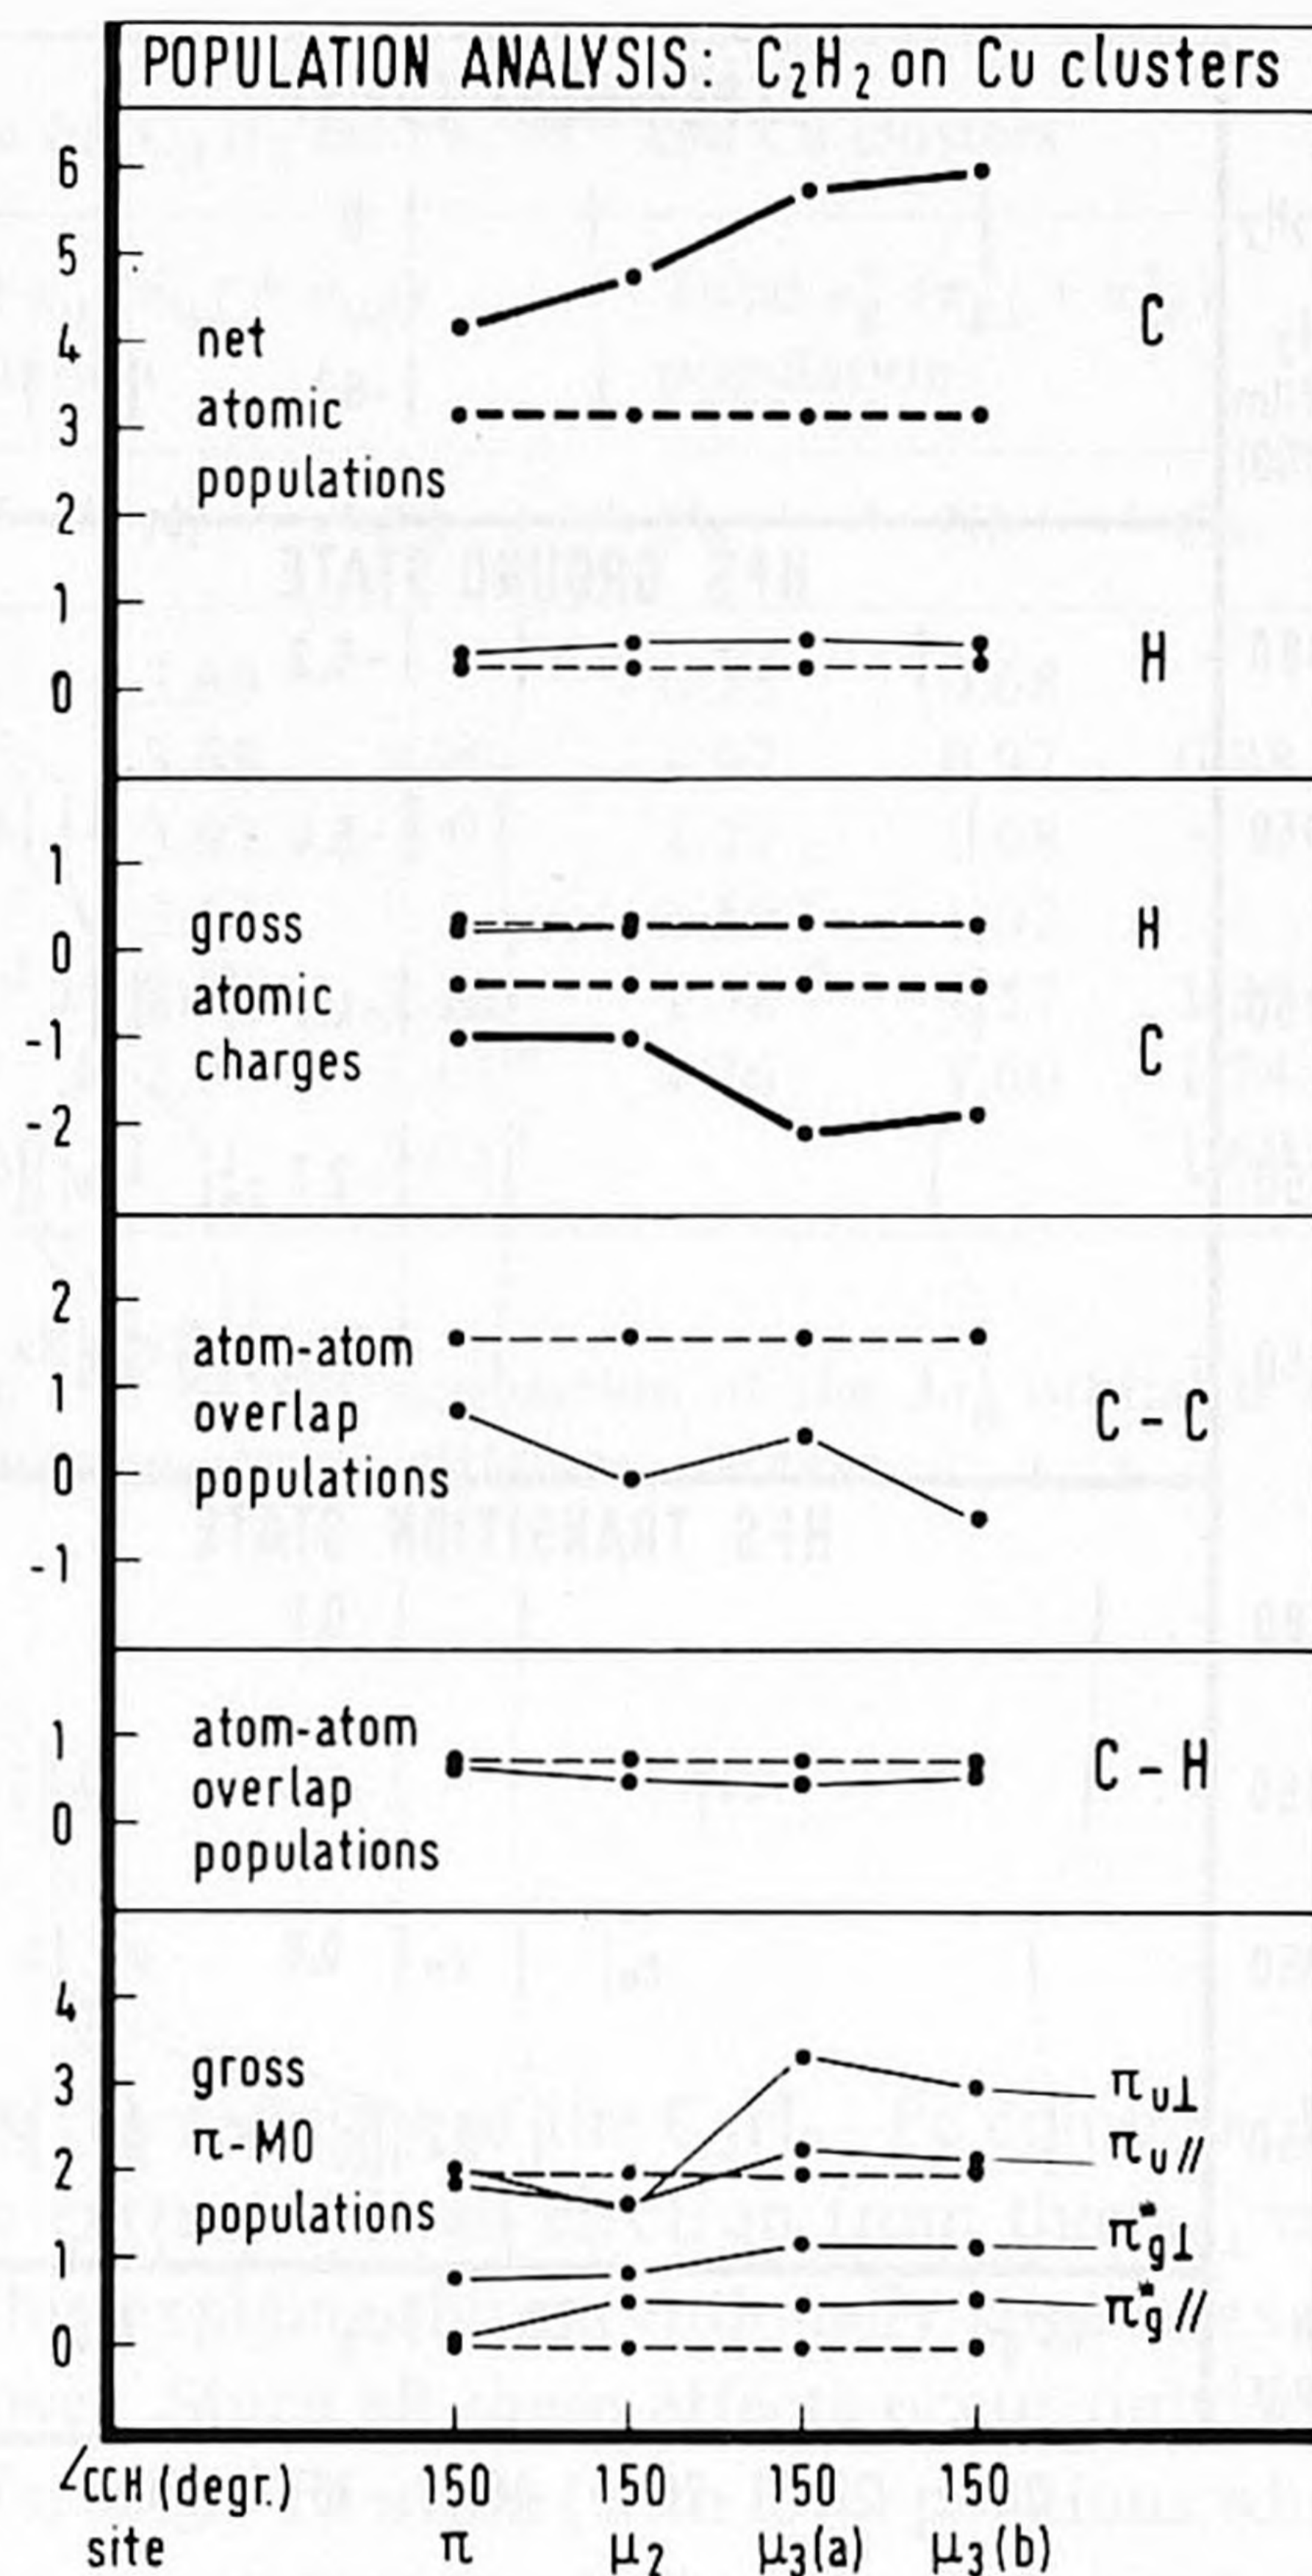 POPULATION ANALYSIS: C₂H₂ on Cu clusters
6
5
4
3
2
1
0
net
atomic
populations
C
H
1
0
-1
-2
gross
atomic
charges
H
C
2
1
0
-1
atom-atom
overlap
populations
C - C
1
0
atom-atom
overlap
populations
C - H
4
3
2
1
0
gross
π-MO
populations
π u⊥
π u //
π* g⊥
π* g //
∠CCH (degr.) 150 150 150 150
site π μ₂ μ₃(a) μ₃(b)